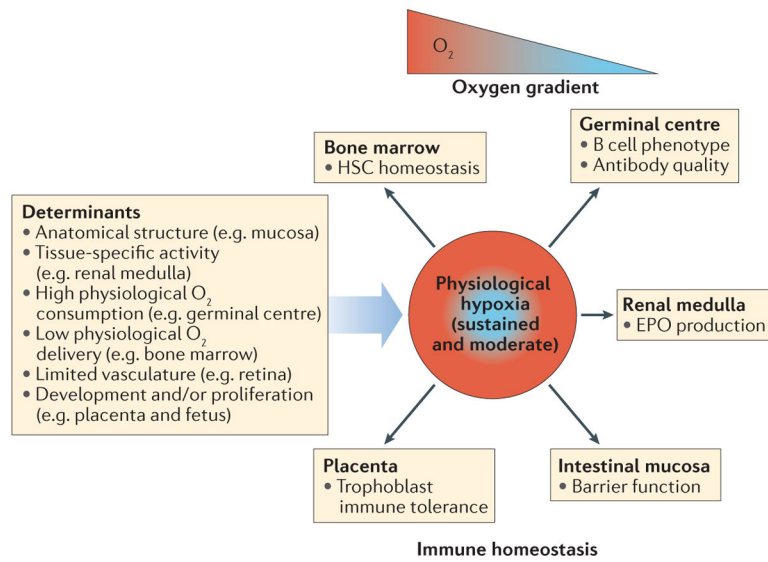 O2
Oxygen gradient
Germinal centre
• B cell phenotype
• Antibody quality
Bone marrow
• HSC homeostasis
Determinants
• Anatomical structure (e.g. mucosa)
• Tissue-specific activity
(e.g. renal medulla)
• High physiological O2
consumption (e.g. germinal centre)
• Low physiological O2
delivery (e.g. bone marrow)
• Limited vasculature (e.g. retina)
• Development and/or proliferation
(e.g. placenta and fetus)
Physiological
hypoxia
(sustained
and moderate)
Renal medulla
• EPO production
Placenta
• Trophoblast
immune tolerance
Intestinal mucosa
• Barrier function
Immune homeostasis